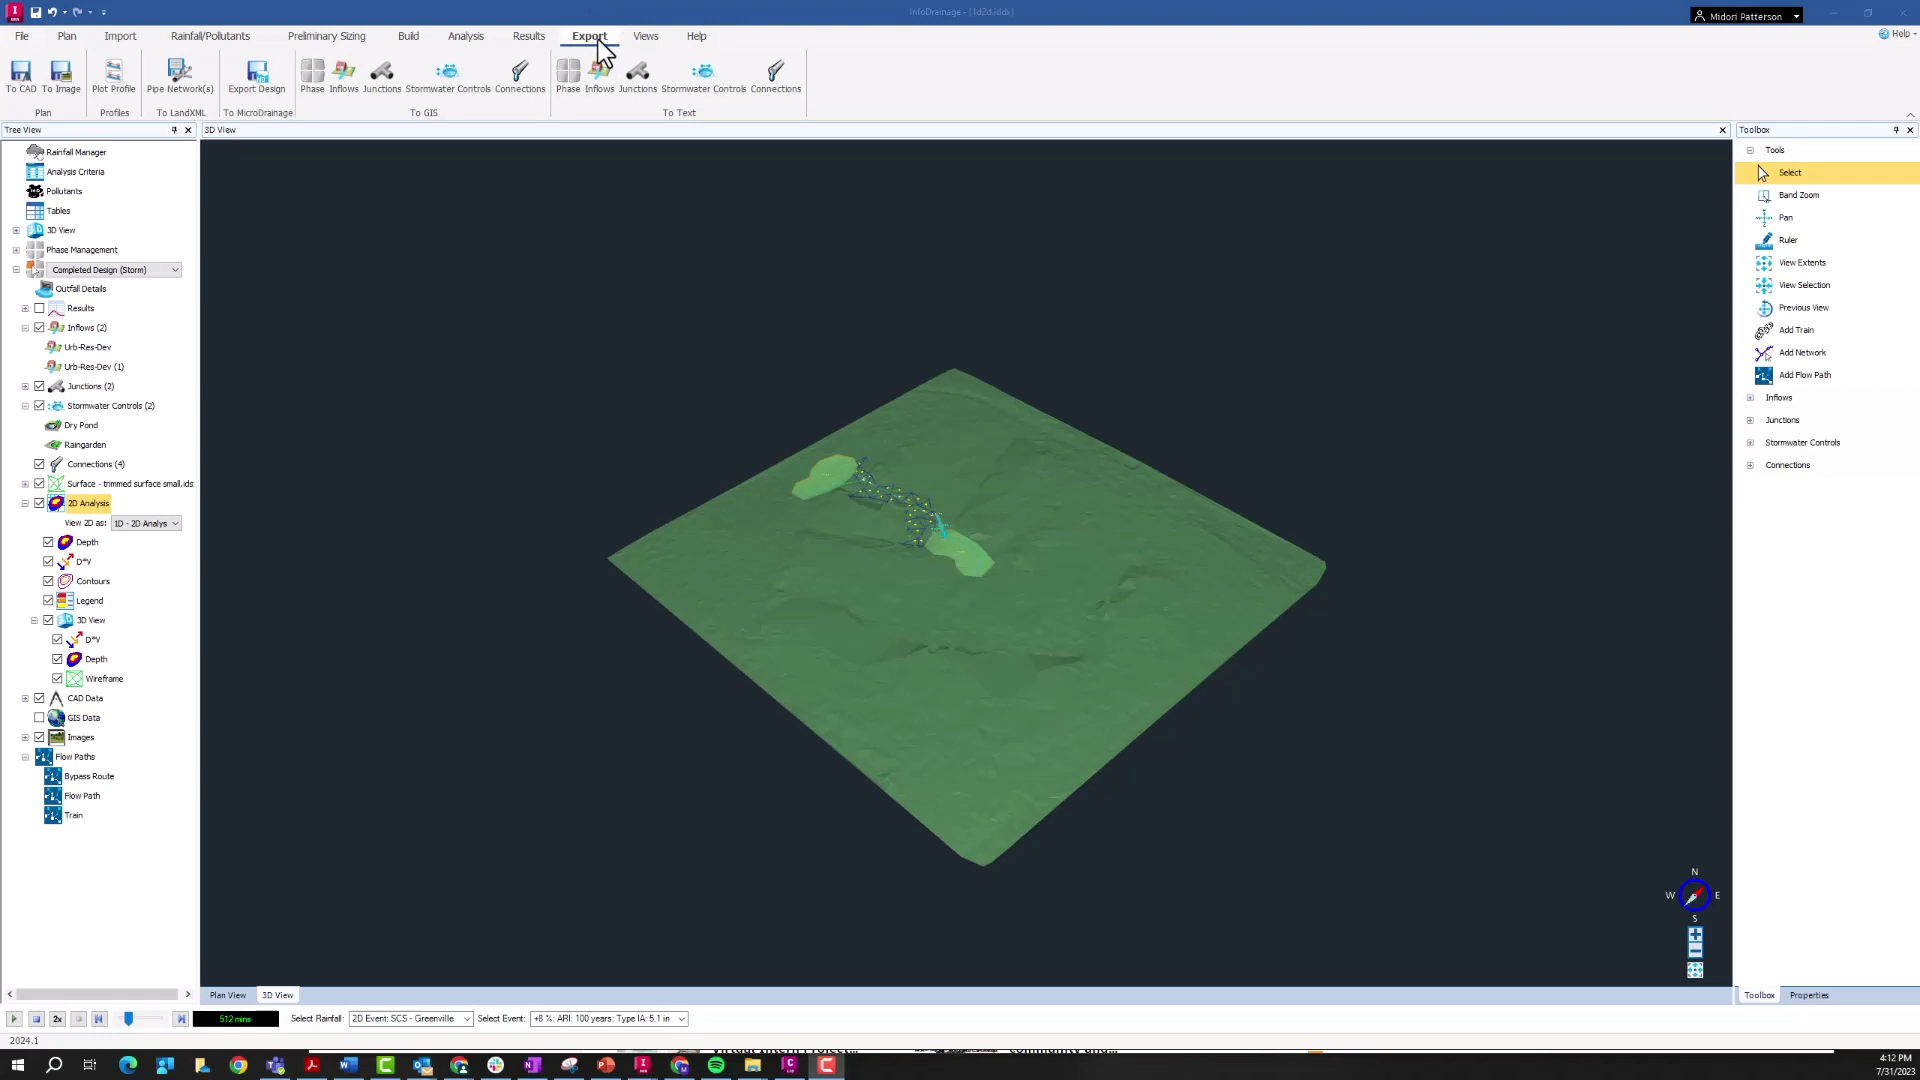 InfoDrainage - [1d2d.iddx]
Midori Patterson
File Plan Import Rainfall/Pollutants Preliminary Sizing Build Analysis Results Export Views Help
Help
To CAD To Image Plot Profile Pipe Network(s) Export Design Phase Inflows Junctions Stormwater Controls Connections Phase Inflows Junctions Stormwater Controls Connections
Plan Profiles To LandXML To MicroDrainage To GIS To Text
Tree View
3D View
Toolbox
Rainfall Manager
Analysis Criteria
Pollutants
Tables
3D View
Phase Management
Completed Design (Storm)
Outfall Details
Results
Inflows (2)
Urb-Res-Dev
Urb-Res-Dev (1)
Junctions (2)
Stormwater Controls (2)
Dry Pond
Raingarden
Connections (4)
Surface - trimmed surface small.ids
2D Analysis
View 2D as: 1D - 2D Analys
Depth
D*V
Contours
Legend
3D View
D*V
Depth
Wireframe
CAD Data
GIS Data
Images
Flow Paths
Bypass Route
Flow Path
Train
Tools
Select
Band Zoom
Pan
Ruler
View Extents
View Selection
Previous View
Add Train
Add Network
Add Flow Path
Inflows
Junctions
Stormwater Controls
Connections
N
W E
S
Plan View 3D View
Toolbox Properties
2x 512 mins Select Rainfall: 2D Event: SCS - Greenville Select Event: +8 %: ARI: 100 years: Type IA: 5.1 in
2024.1
4:12 PM
7/31/2023